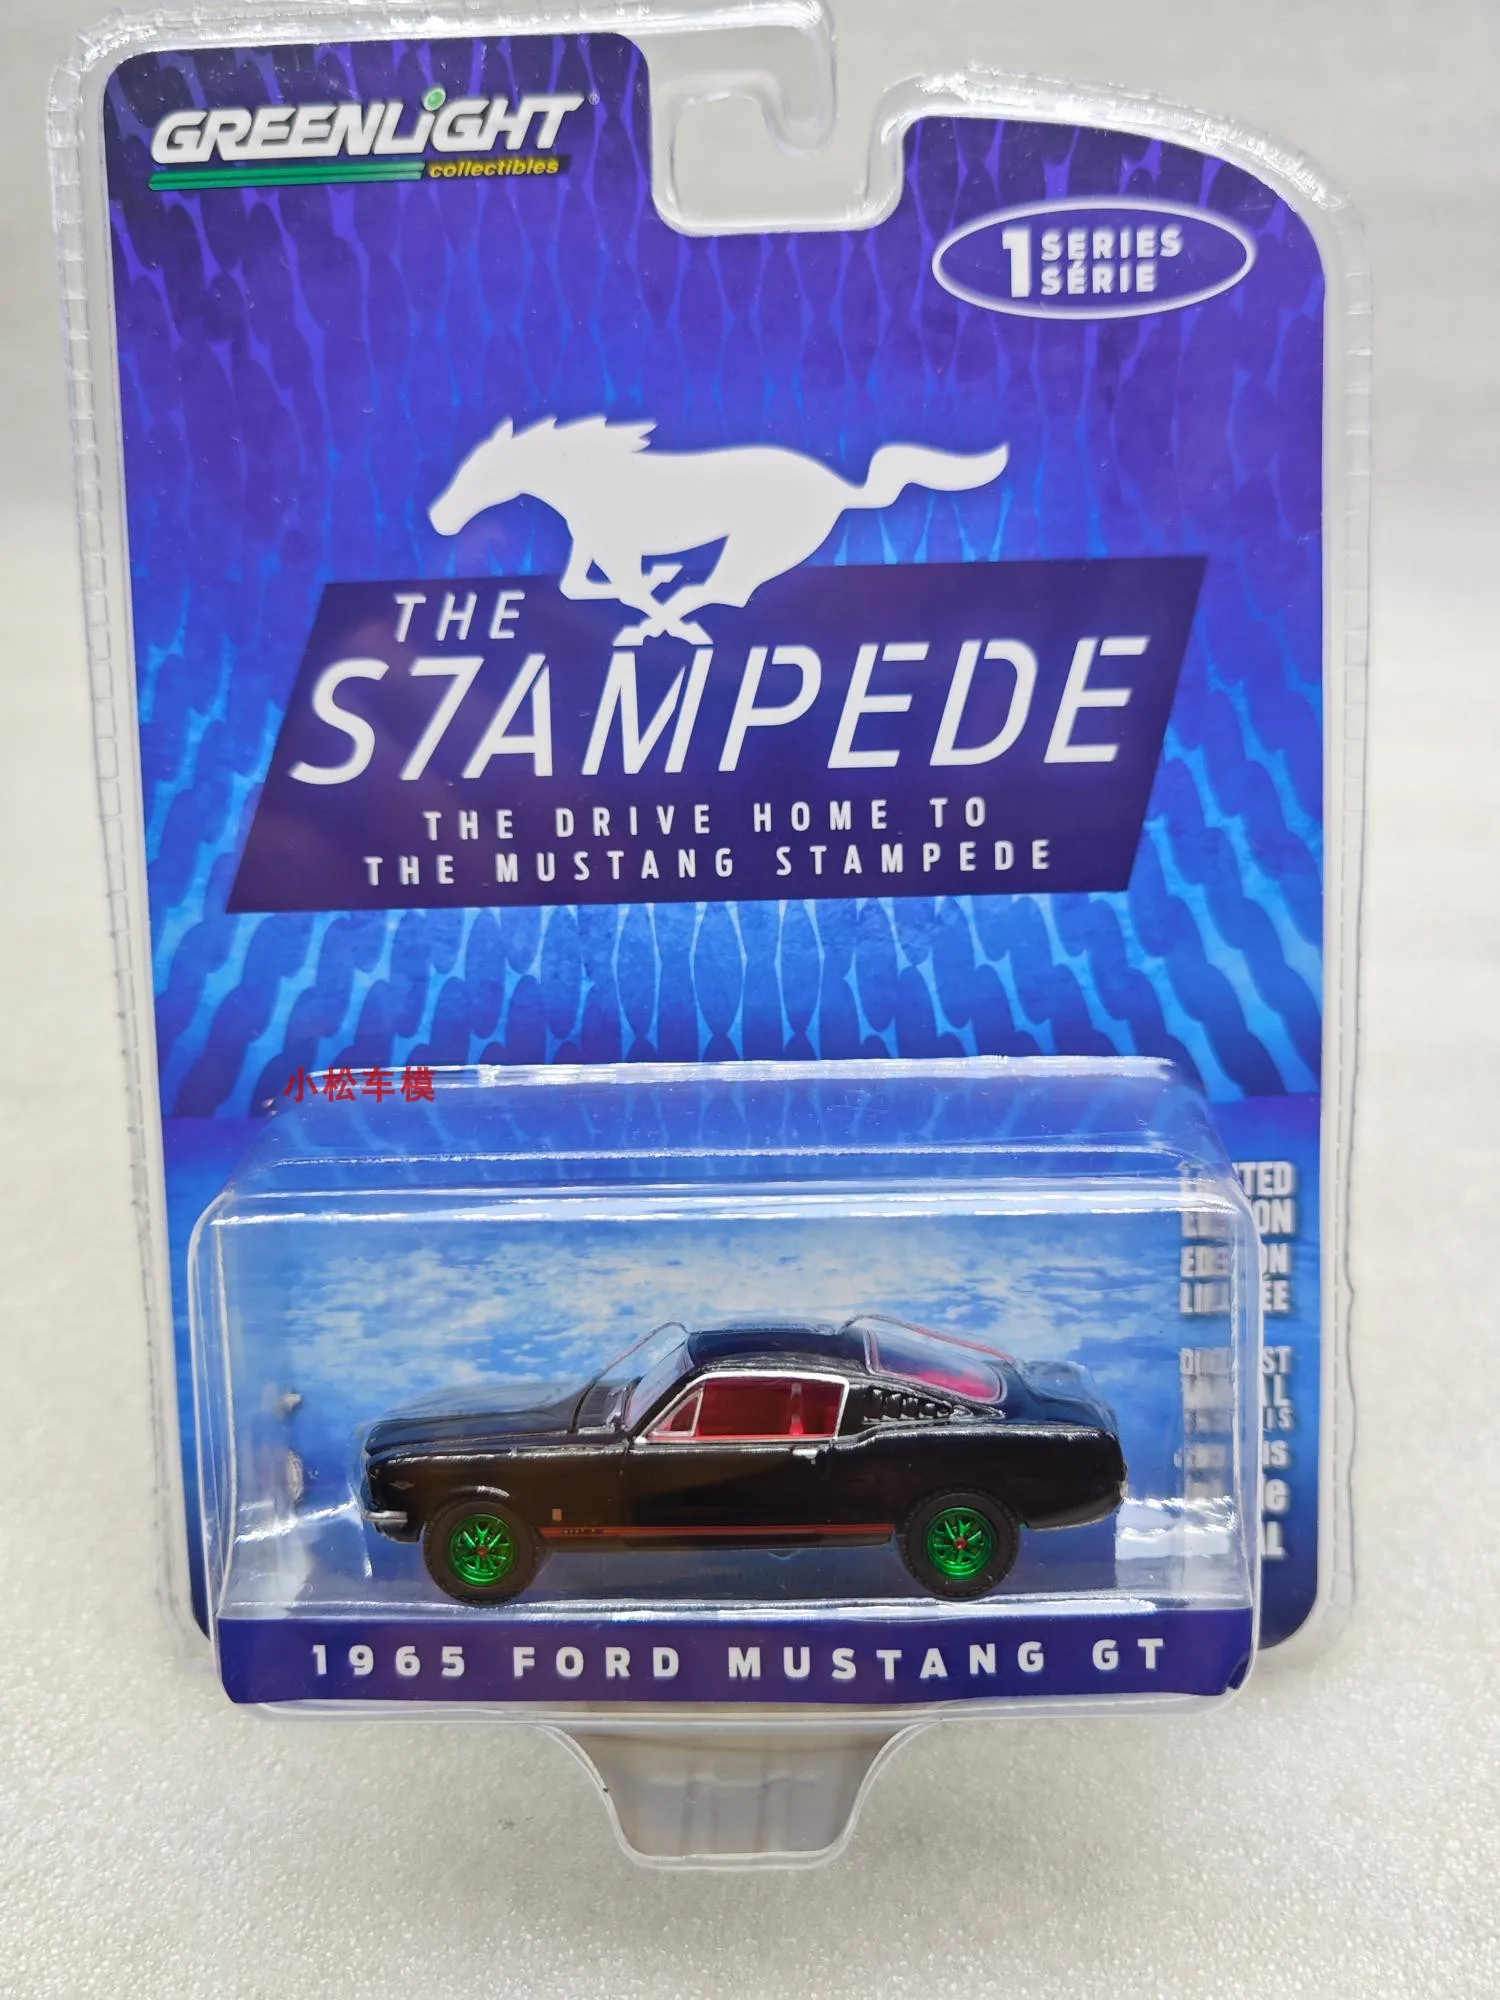 GREENLiGHT®
collectibles
1 SERIES
SÉRIE
THE
S7AMPEDE
THE DRIVE HOME TO
THE MUSTANG STAMPEDE
小松车模
1965 FORD MUSTANG GT